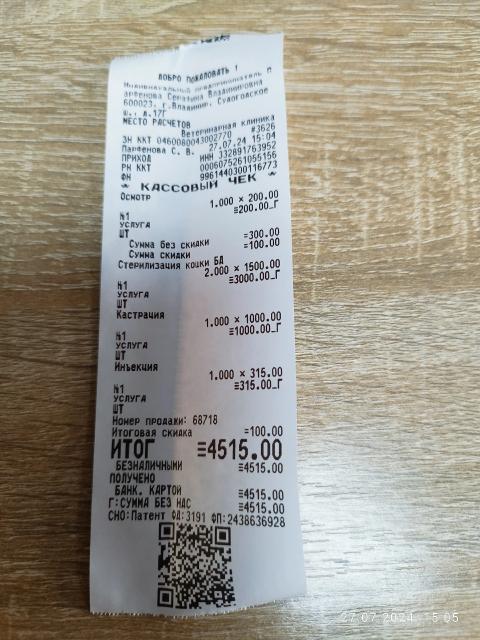 ДОБРО ПОЖАЛОВАТЬ !
Индивидуальный предприниматель П
арфенова Серафина Владимировна
600023, г.Владимир, Судогодское
ш., д.17Г
МЕСТО РАСЧЕТОВ
Ветеринарная клиника
ЗН ККТ 0460080043002770 #3626
Парфенова С. В. 27.07.24 15:04
ПРИХОД ИНН 332891763952
РН ККТ 0006075261055156
ФН 9961440300116773
КАССОВЫЙ ЧЕК
Осмотр
1.000 × 200.00
≡200.00_Г
№1
УСЛУГА
ШТ
Сумма без скидки =300.00
Сумма скидки =100.00
Стерилизация кошки БД
2.000 × 1500.00
≡3000.00_Г
№1
УСЛУГА
ШТ
Кастрация
1.000 × 1000.00
≡1000.00_Г
№1
УСЛУГА
ШТ
Инъекция
1.000 × 315.00
≡315.00_Г
№1
УСЛУГА
ШТ
Номер продажи: 68718
Итоговая скидка =100.00
ИТОГ ≡4515.00
БЕЗНАЛИЧНЫМИ ≡4515.00
ПОЛУЧЕНО
БАНК. КАРТОЙ ≡4515.00
Г:СУММА БЕЗ НДС ≡4515.00
СНО:Патент ФД:3191 ФП:2438636928
27/07/2024 15:05